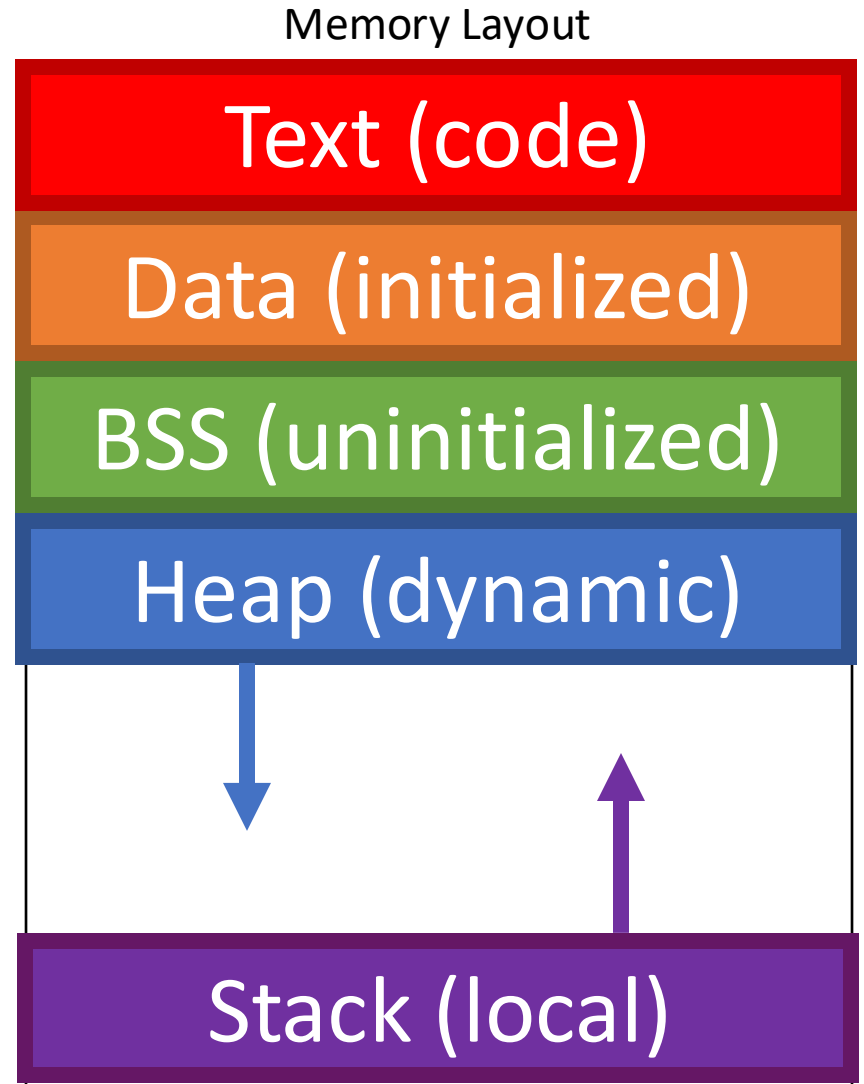 Memory Layout
Text (code)
Data (initialized)
BSS (uninitialized)
Heap (dynamic)
Stack (local)